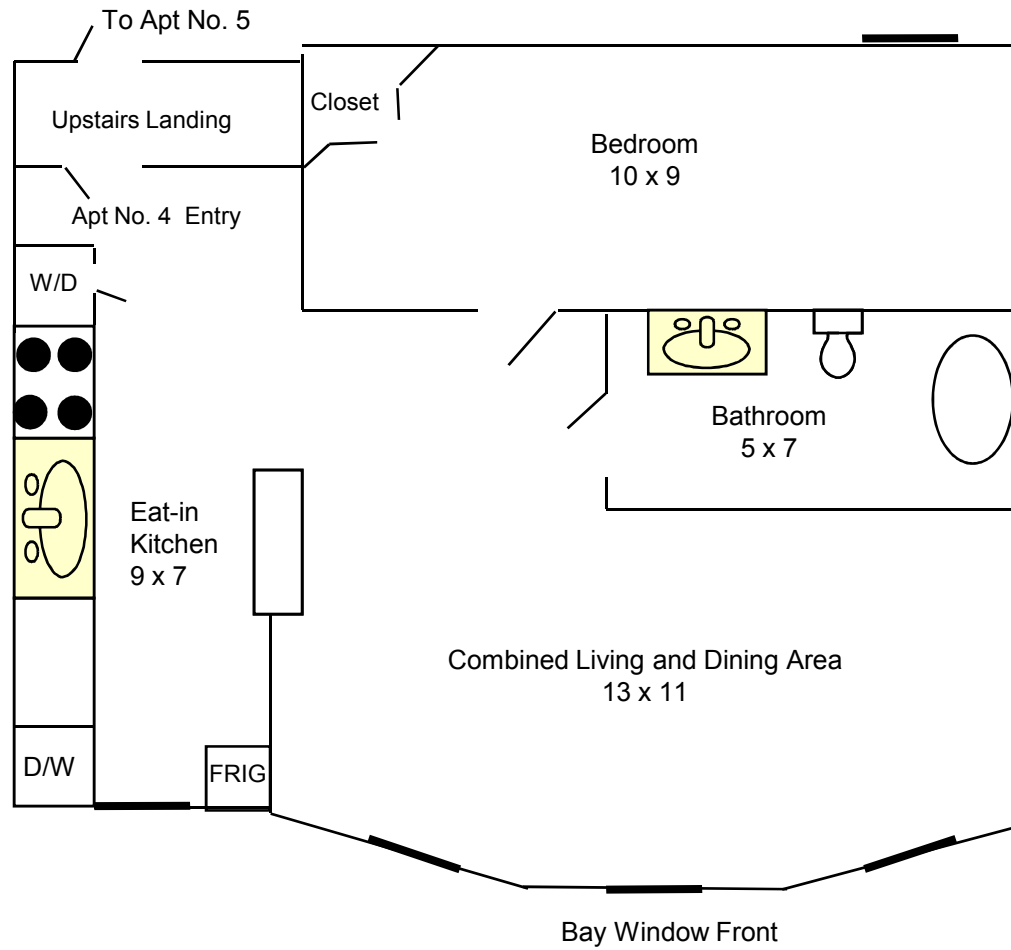 To Apt No. 5
Closet
Upstairs Landing
Bedroom
10 x 9
Apt No. 4 Entry
W/D
Bathroom
5 x 7
Eat-in
Kitchen
9 x 7
Combined Living and Dining Area
13 x 11
D/W
FRIG
Bay Window Front